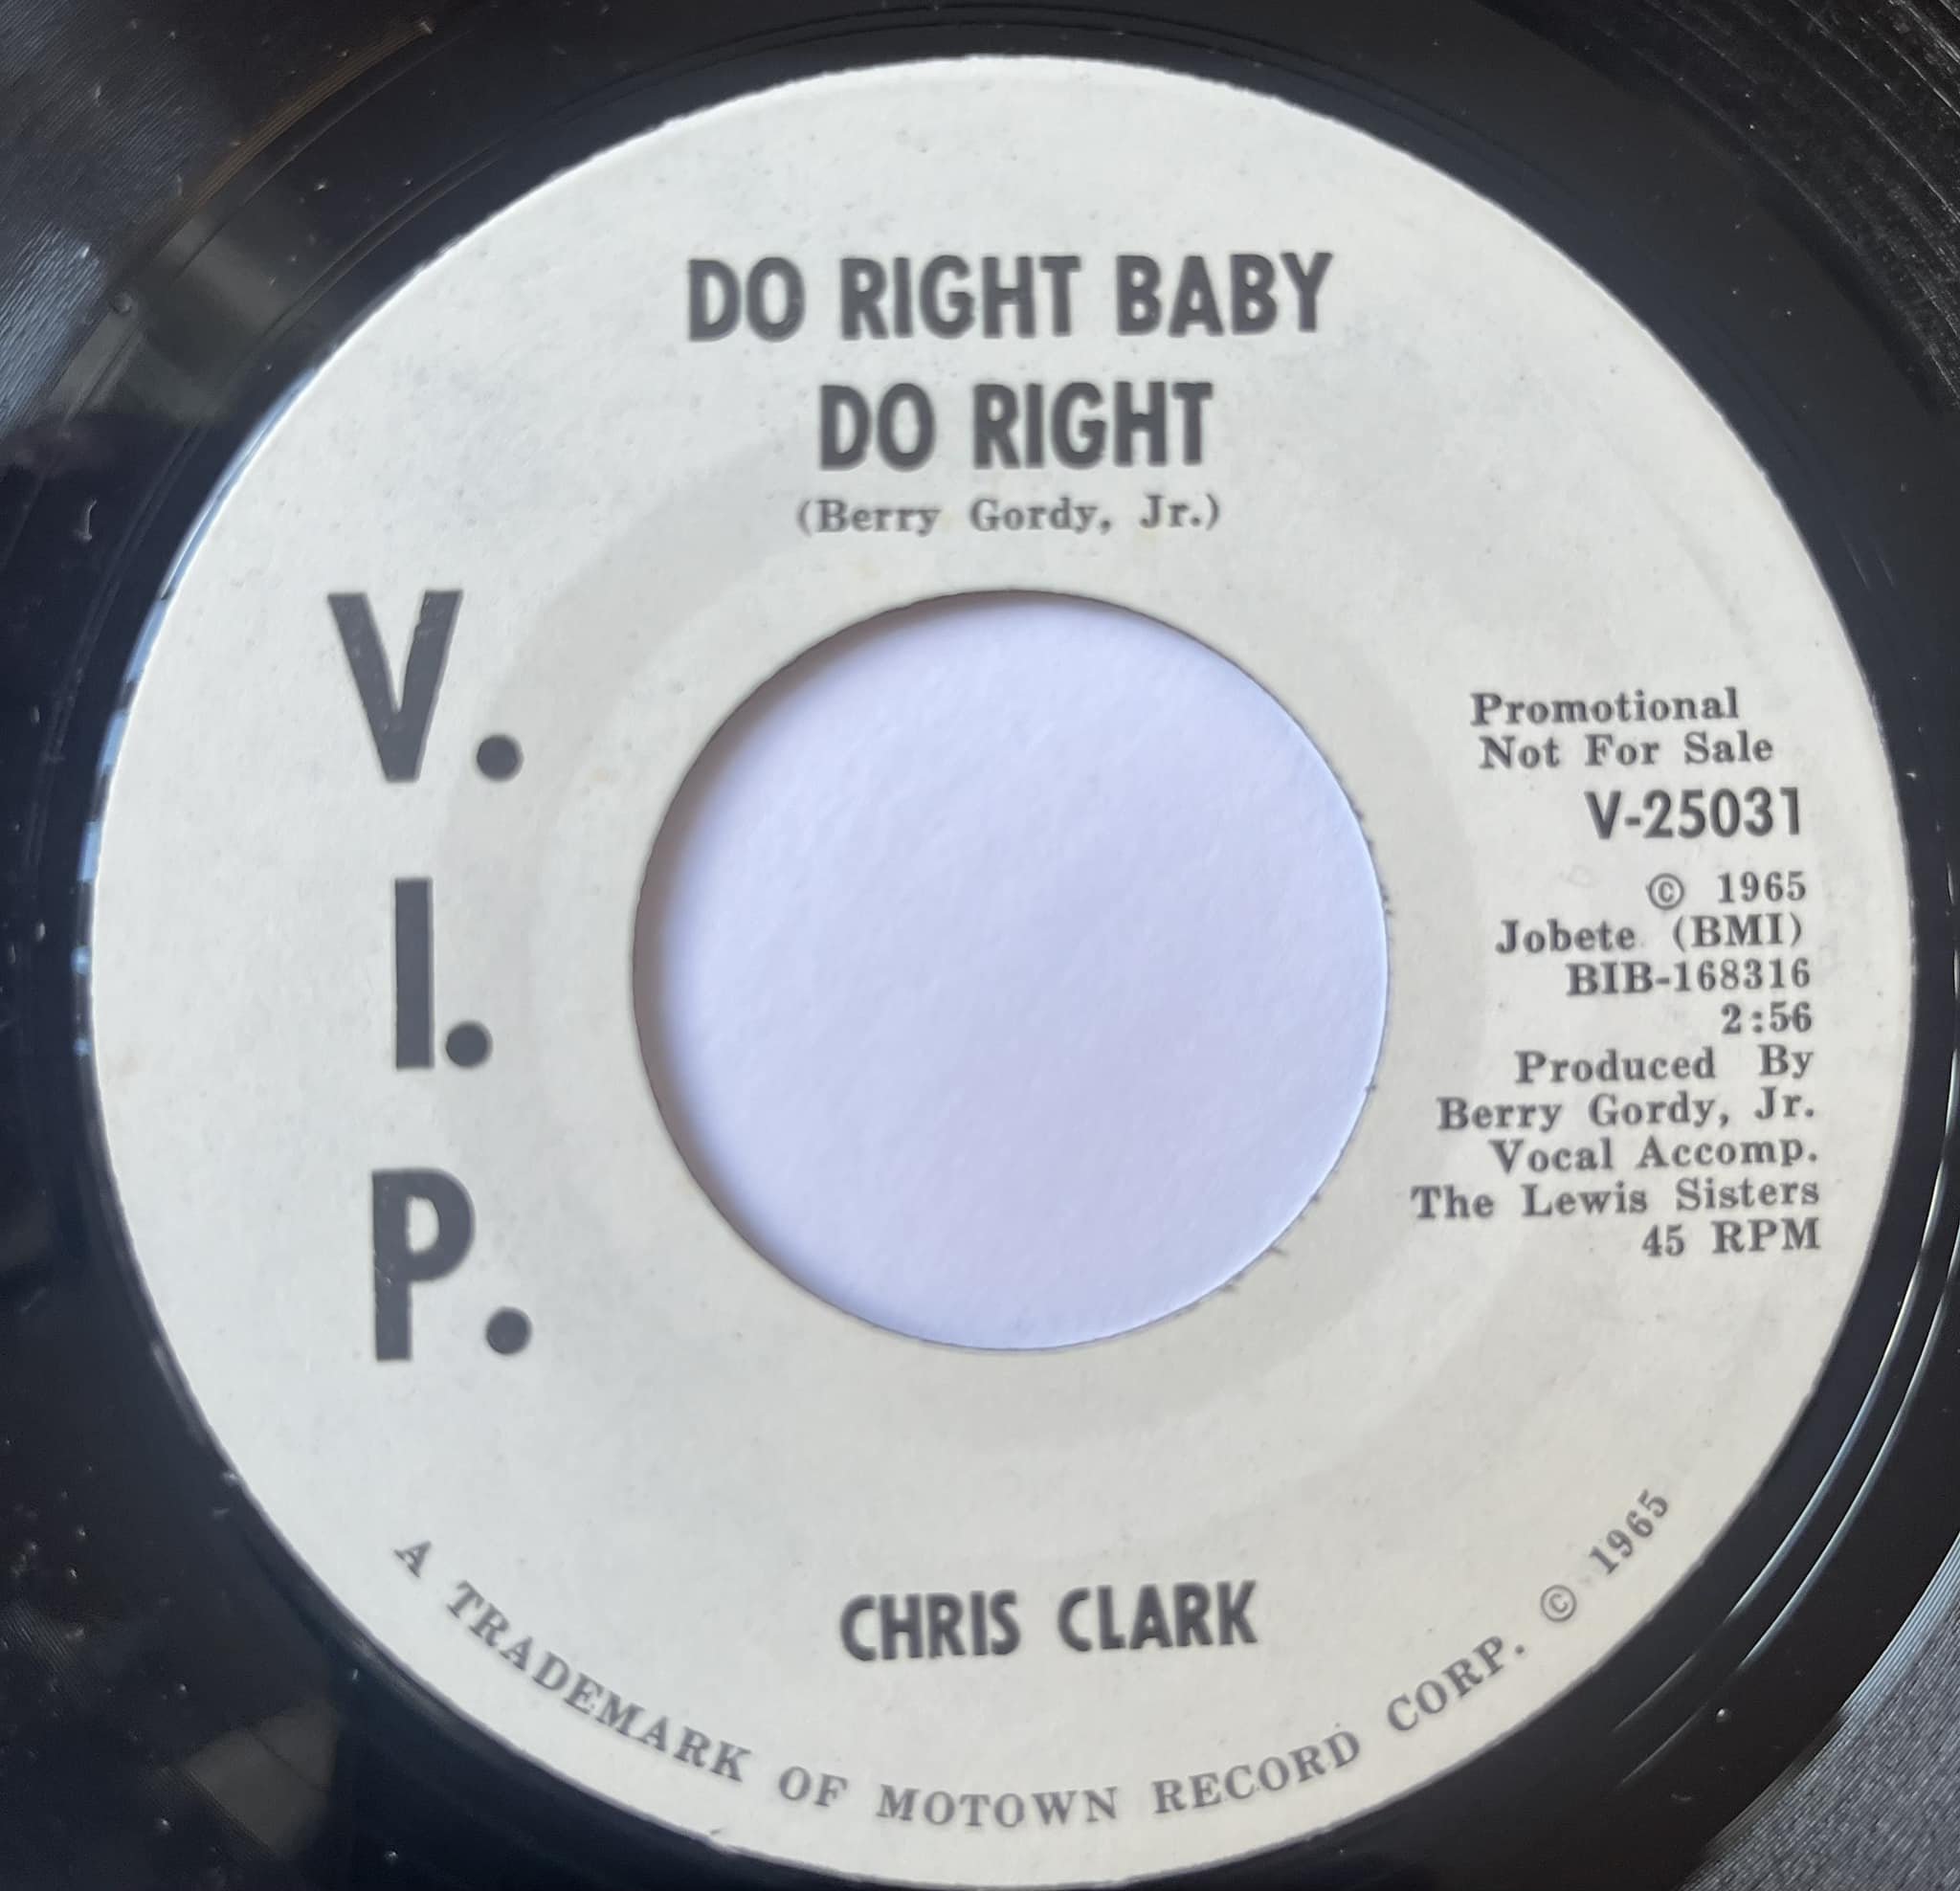 DO RIGHT BABY
DO RIGHT
(Berry Gordy, Jr.)
V.
I.
P.
Promotional
Not For Sale
V-25031
© 1965
Jobete (BMI)
BIB-168316
2:56
Produced By
Berry Gordy, Jr.
Vocal Accomp.
The Lewis Sisters
45 RPM
CHRIS CLARK
A TRADEMARK OF MOTOWN RECORD CORP. © 1965